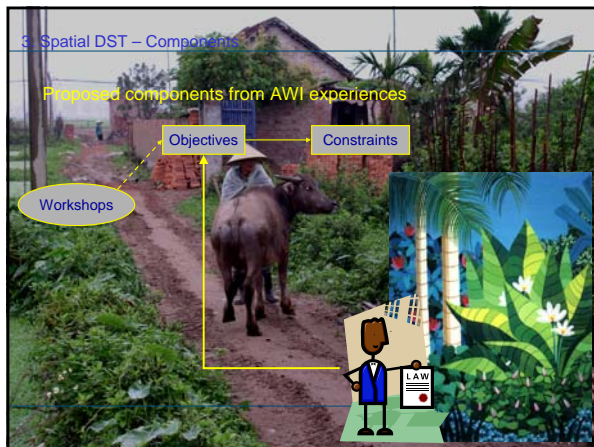 3. Spatial DST – Components
Proposed components from AWI experiences
Objectives
Constraints
Workshops
LAW